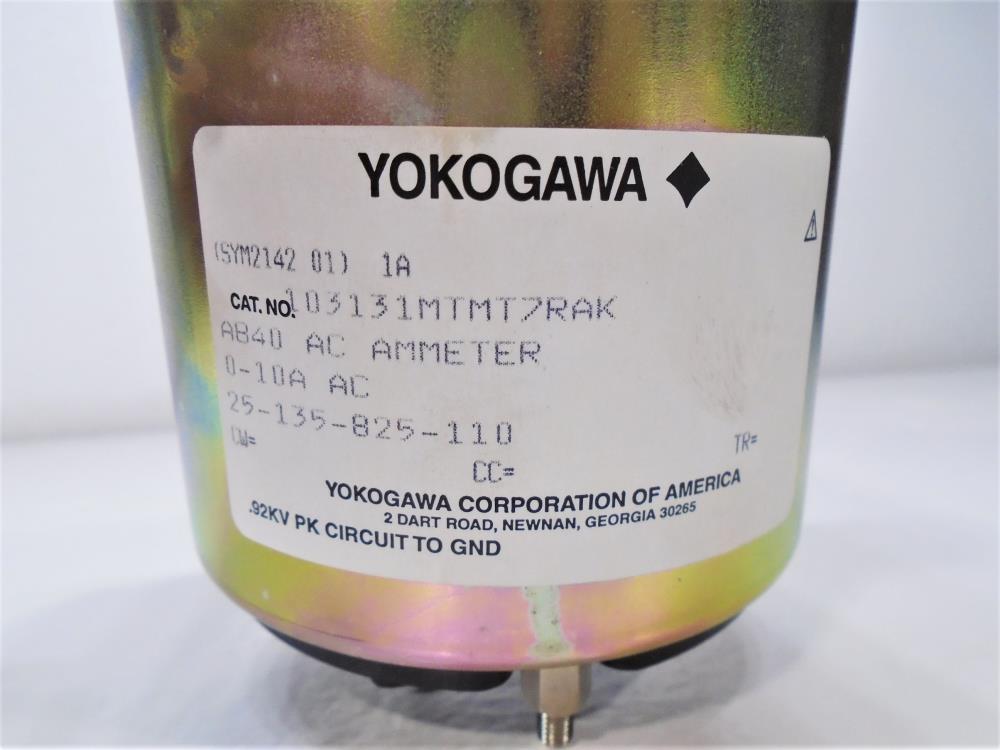 YOKOGAWA
(SYM2142 01) 1A
CAT. NO. 103131MTMT7RAK
AB40 AC AMMETER
0-10A AC
25-135-825-110
CW=
CC=
TR=
YOKOGAWA CORPORATION OF AMERICA
2 DART ROAD, NEWNAN, GEORGIA 30265
.92KV PK CIRCUIT TO GND